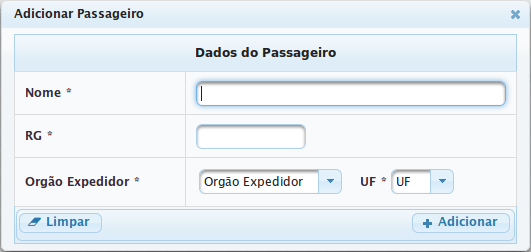 Adicionar Passageiro
Dados do Passageiro
Nome *
RG *
Orgão Expedidor * Orgão Expedidor UF * UF
Limpar Adicionar